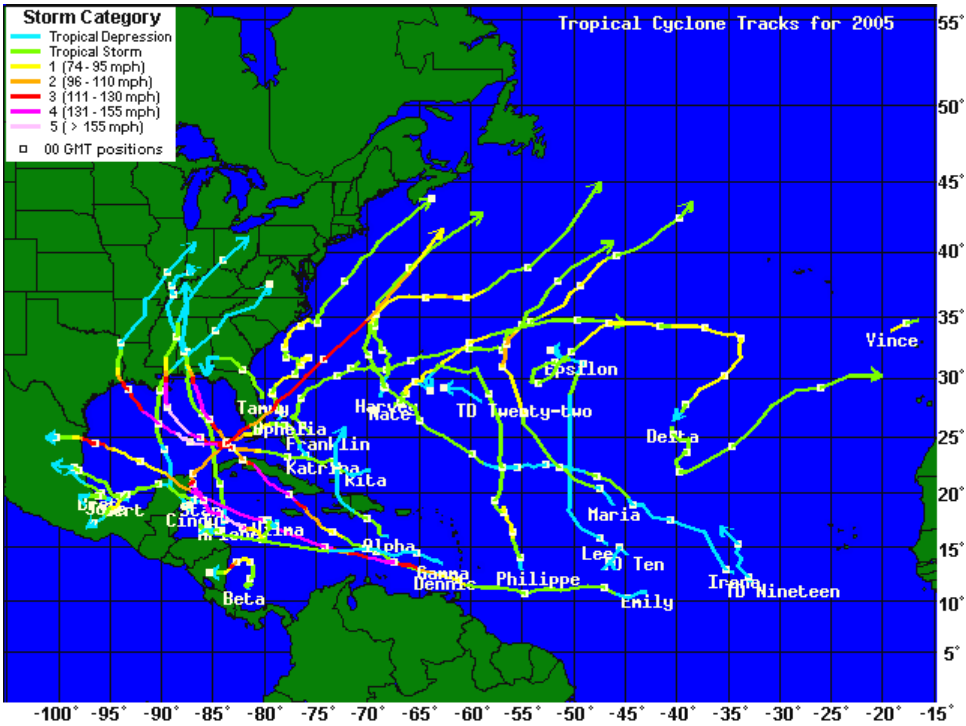 Storm Category
Tropical Depression
Tropical Storm
1 (74 - 95 mph)
2 (96 - 110 mph)
3 (111 - 130 mph)
4 (131 - 155 mph)
5 ( > 155 mph)
00 GMT positions
Tropical Cyclone Tracks for 2005
55°
50°
45°
40°
35°
30°
25°
20°
15°
10°
5°
Vince
Epsilon
Harvey
Nate
TD Twenty-two
Tammy
Ophelia
Franklin
Katrina
Rita
Delta
Cindy
Arlene
Maria
Alpha
Lee
TD Ten
Gamma
Dennis
Philippe
Irene
TD Nineteen
Beta
Emily
-100°
-90°
-85°
-80°
-75°
-70°
-65°
-60°
-55°
-50°
-45°
-40°
-35°
-30°
-25°
-20°
-15°